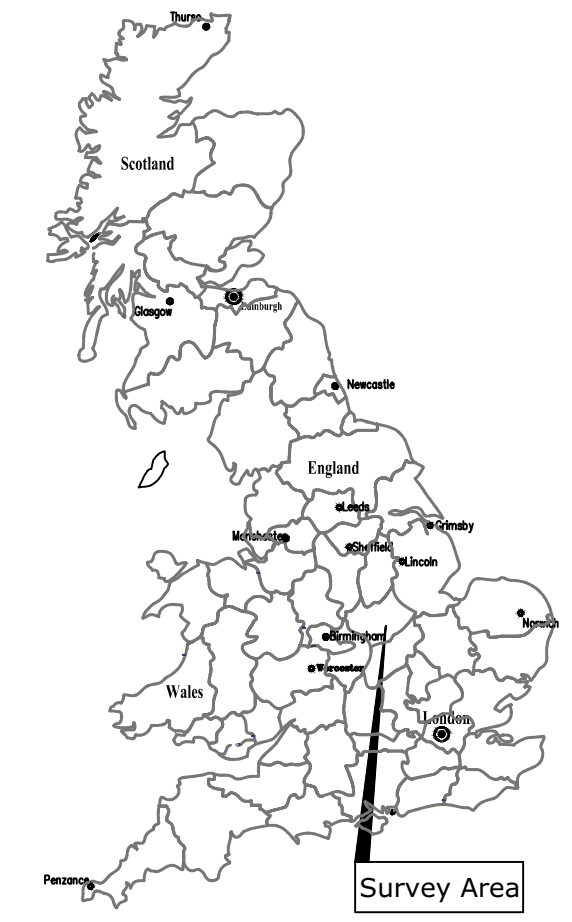 Thurso
Scotland
Edinburgh
Glasgow
Newcastle
England
Leeds
Grimsby
Manchester
Sheffield
Lincoln
Norwich
Birmingham
Worcester
Wales
London
Penzance
Survey Area